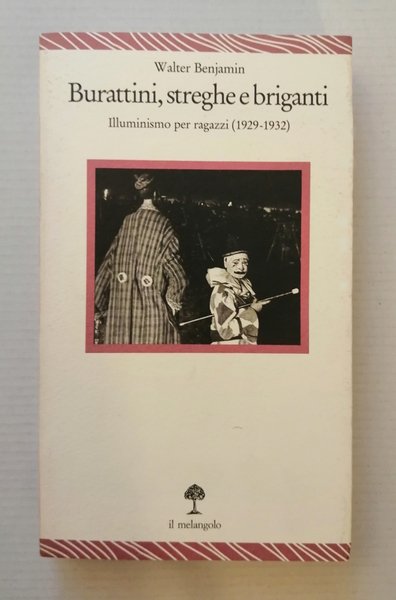 Walter Benjamin
Burattini, streghe e briganti
Illuminismo per ragazzi (1929-1932)
il melangolo